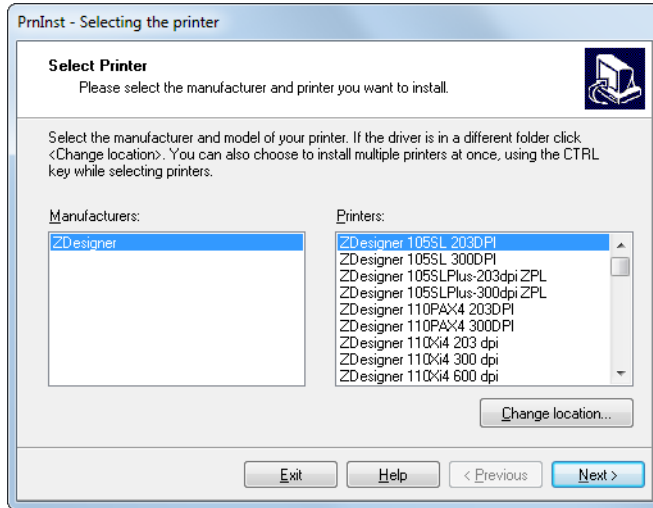 PrnInst - Selecting the printer
Select Printer
Please select the manufacturer and printer you want to install.
Select the manufacturer and model of your printer. If the driver is in a different folder click
<Change location>. You can also choose to install multiple printers at once, using the CTRL
key while selecting printers.
Manufacturers:
ZDesigner
Printers:
ZDesigner 105SL 203DPI
ZDesigner 105SL 300DPI
ZDesigner 105SLPlus-203dpi ZPL
ZDesigner 105SLPlus-300dpi ZPL
ZDesigner 110PAX4 203DPI
ZDesigner 110PAX4 300DPI
ZDesigner 110Xi4 203 dpi
ZDesigner 110Xi4 300 dpi
ZDesigner 110Xi4 600 dpi
Change location...
Exit
Help
< Previous
Next >